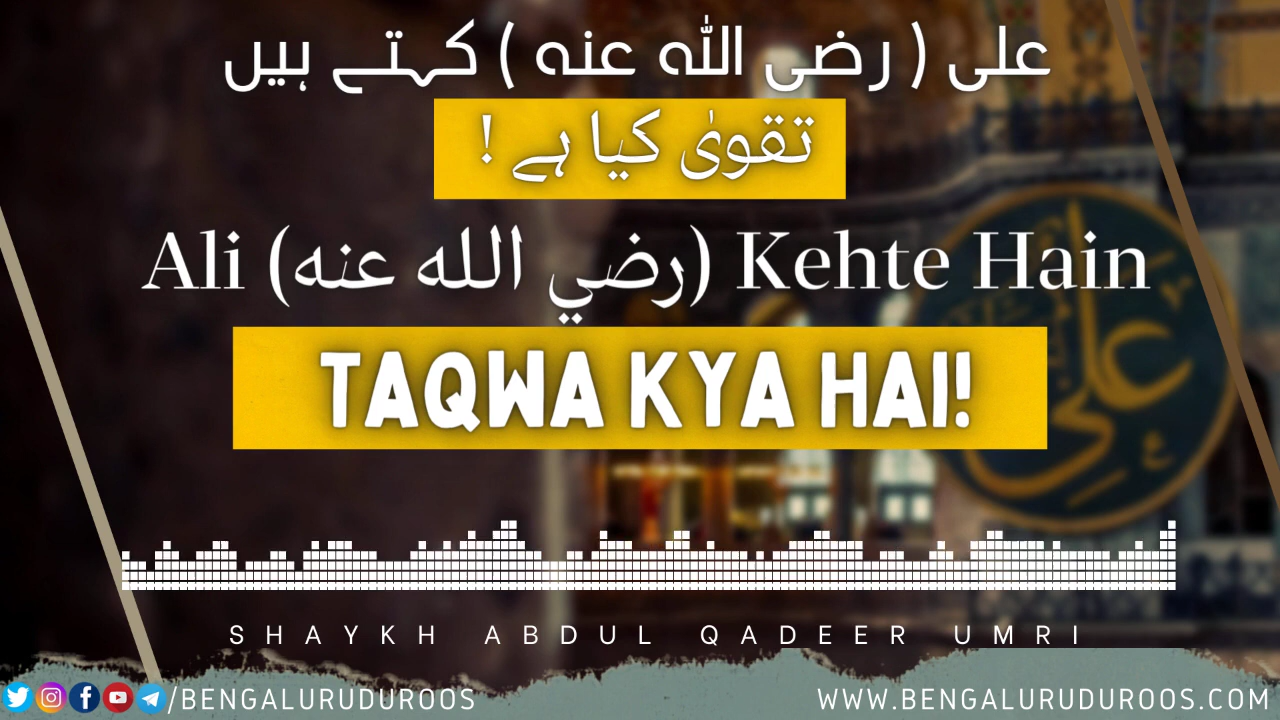 علی ( رضی اللہ عنہ ) کہتے ہیں
تقویٰ کیا ہے !
Ali (رضي الله عنه) Kehte Hain
TAQWA KYA HAI!
علي
SHAYKH ABDUL QADEER UMRI
/BENGALURUDUROOS
WWW.BENGALURUDUROOS.COM